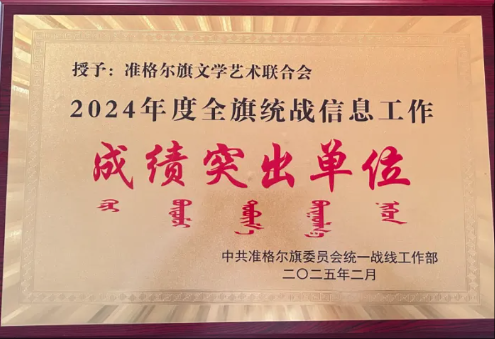 授予：准格尔旗文学艺术联合会
2024年度全旗统战信息工作
成绩突出单位
中共准格尔旗委员会统一战线工作部
二〇二五年二月